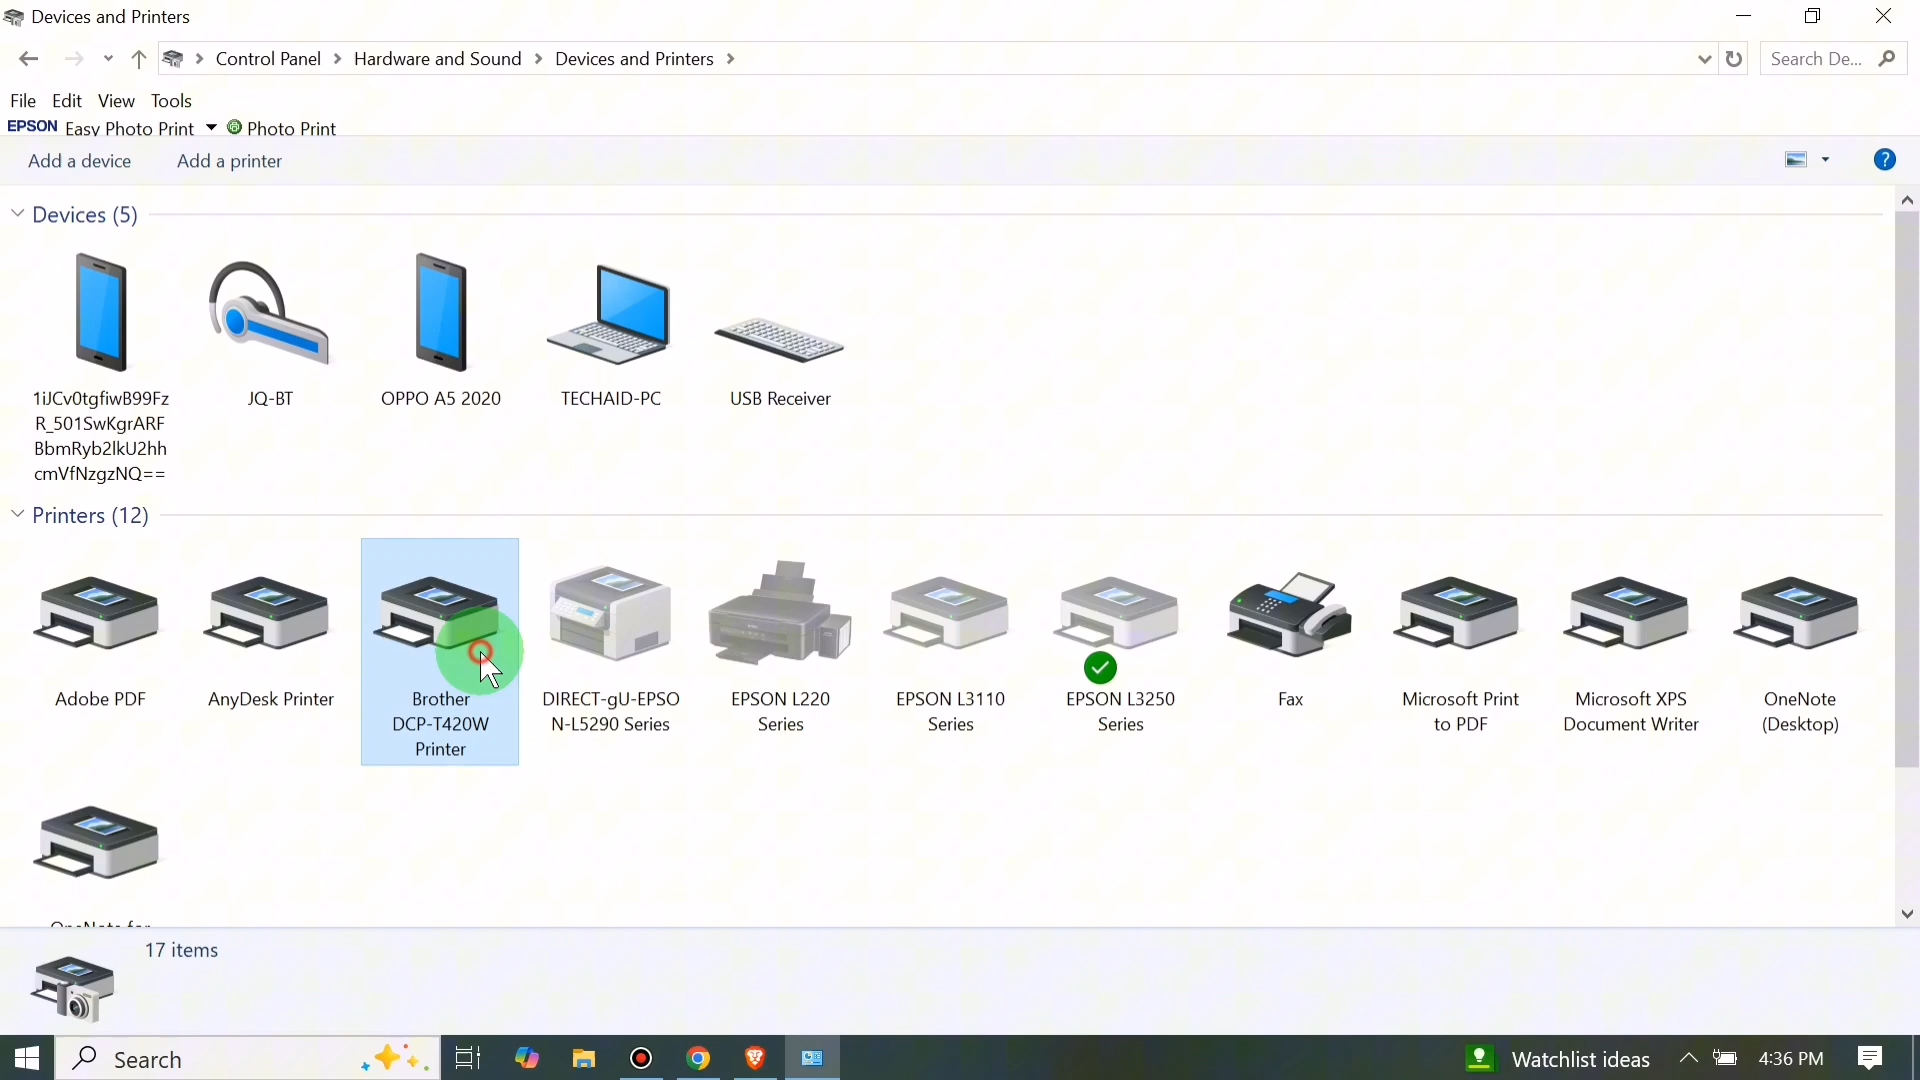 Devices and Printers
Control Panel > Hardware and Sound > Devices and Printers >
Search De...
File Edit View Tools
EPSON Easy Photo Print Photo Print
Add a device Add a printer
?
Devices (5)
1iJCv0tgfiwB99Fz
R_501SwKgrARF
BbmRyb2lkU2hh
cmVfNzgzNQ==
JQ-BT
OPPO A5 2020
TECHAID-PC
USB Receiver
Printers (12)
Adobe PDF
AnyDesk Printer
Brother
DCP-T420W
Printer
DIRECT-gU-EPSO
N-L5290 Series
EPSON L220
Series
EPSON L3110
Series
EPSON L3250
Series
Fax
Microsoft Print
to PDF
Microsoft XPS
Document Writer
OneNote
(Desktop)
OneNote for
17 items
Search
Watchlist ideas
4:36 PM